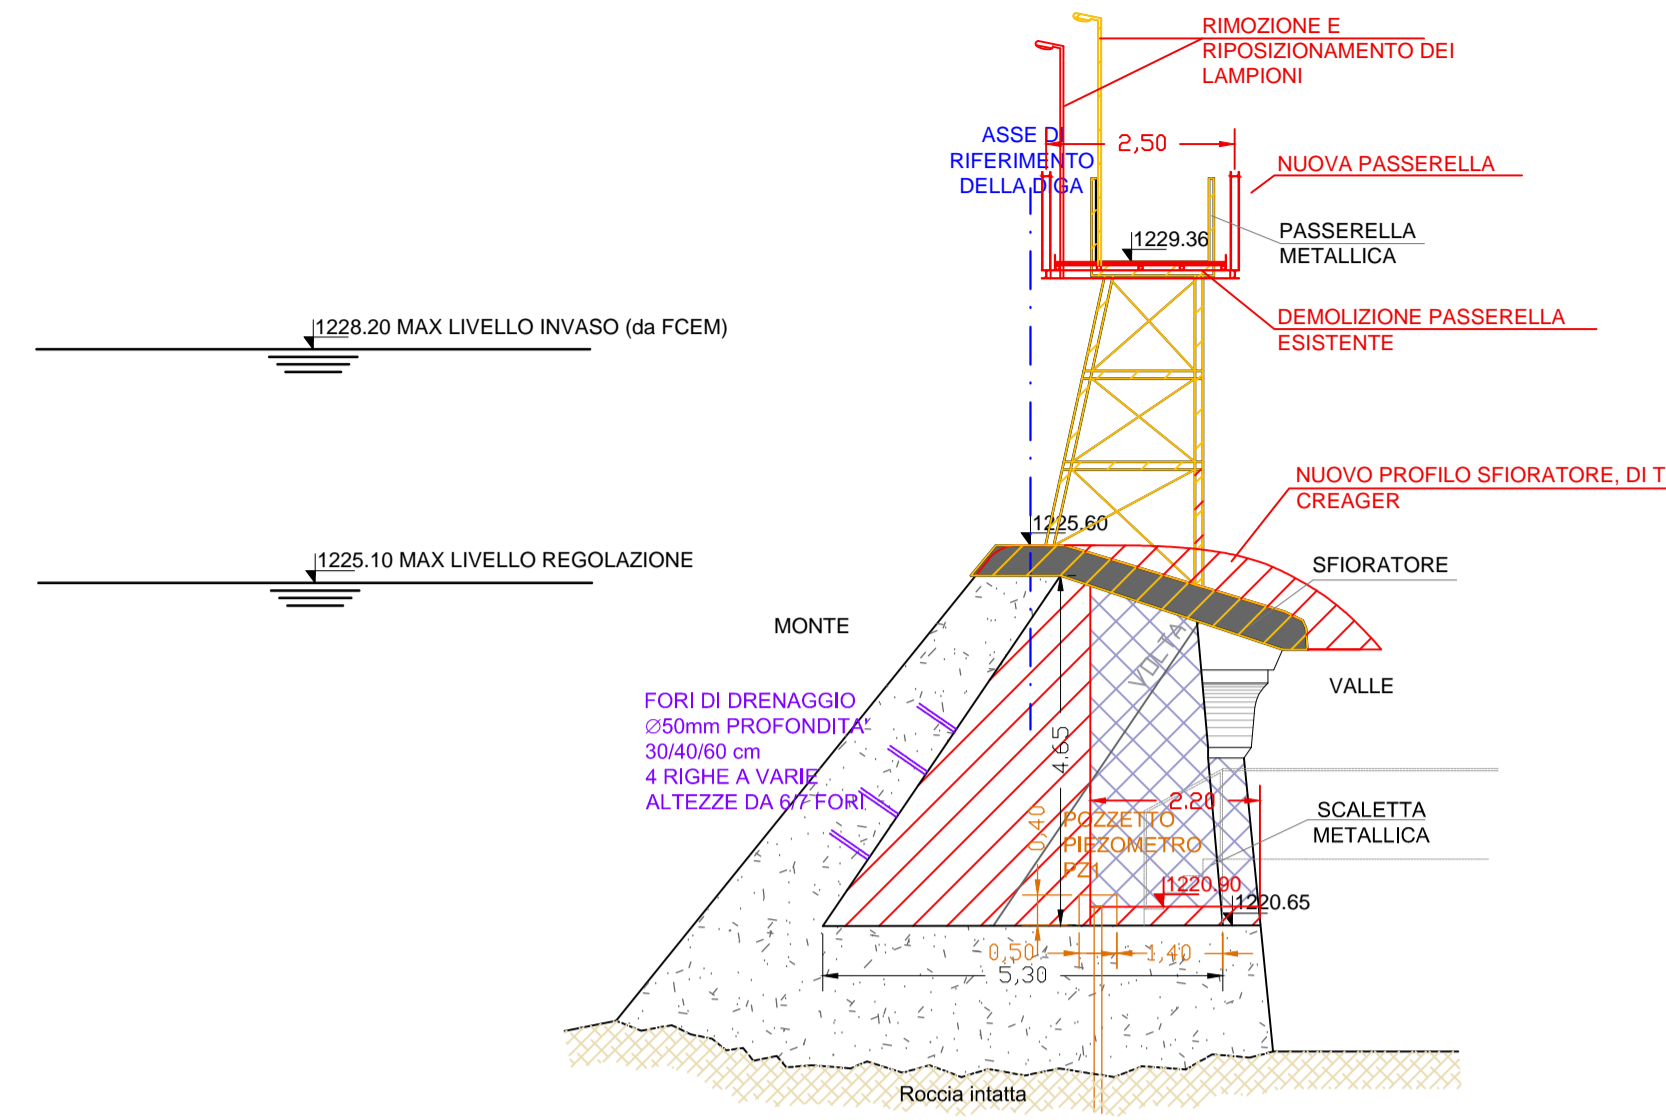 RIMOZIONE E
RIPOSIZIONAMENTO DEI
LAMPIONI
ASSE DI
RIFERIMENTO
DELLA DIGA
2,50
NUOVA PASSERELLA
PASSERELLA
METALLICA
1229.36
1228.20 MAX LIVELLO INVASO (da FCEM)
DEMOLIZIONE PASSERELLA
ESISTENTE
NUOVO PROFILO SFIORATORE, DI T
CREAGER
1225.60
1225.10 MAX LIVELLO REGOLAZIONE
SFIORATORE
MONTE
VOLTA
VALLE
FORI DI DRENAGGIO
Ø50mm PROFONDITA'
30/40/60 cm
4 RIGHE A VARIE
ALTEZZE DA 6/7 FORI
4.65
2.20
0,40
POZZETTO
PIEZOMETRO
PZ1
SCALETTA
METALLICA
1220.90
1220.65
0,50
1,40
5,30
Roccia intatta